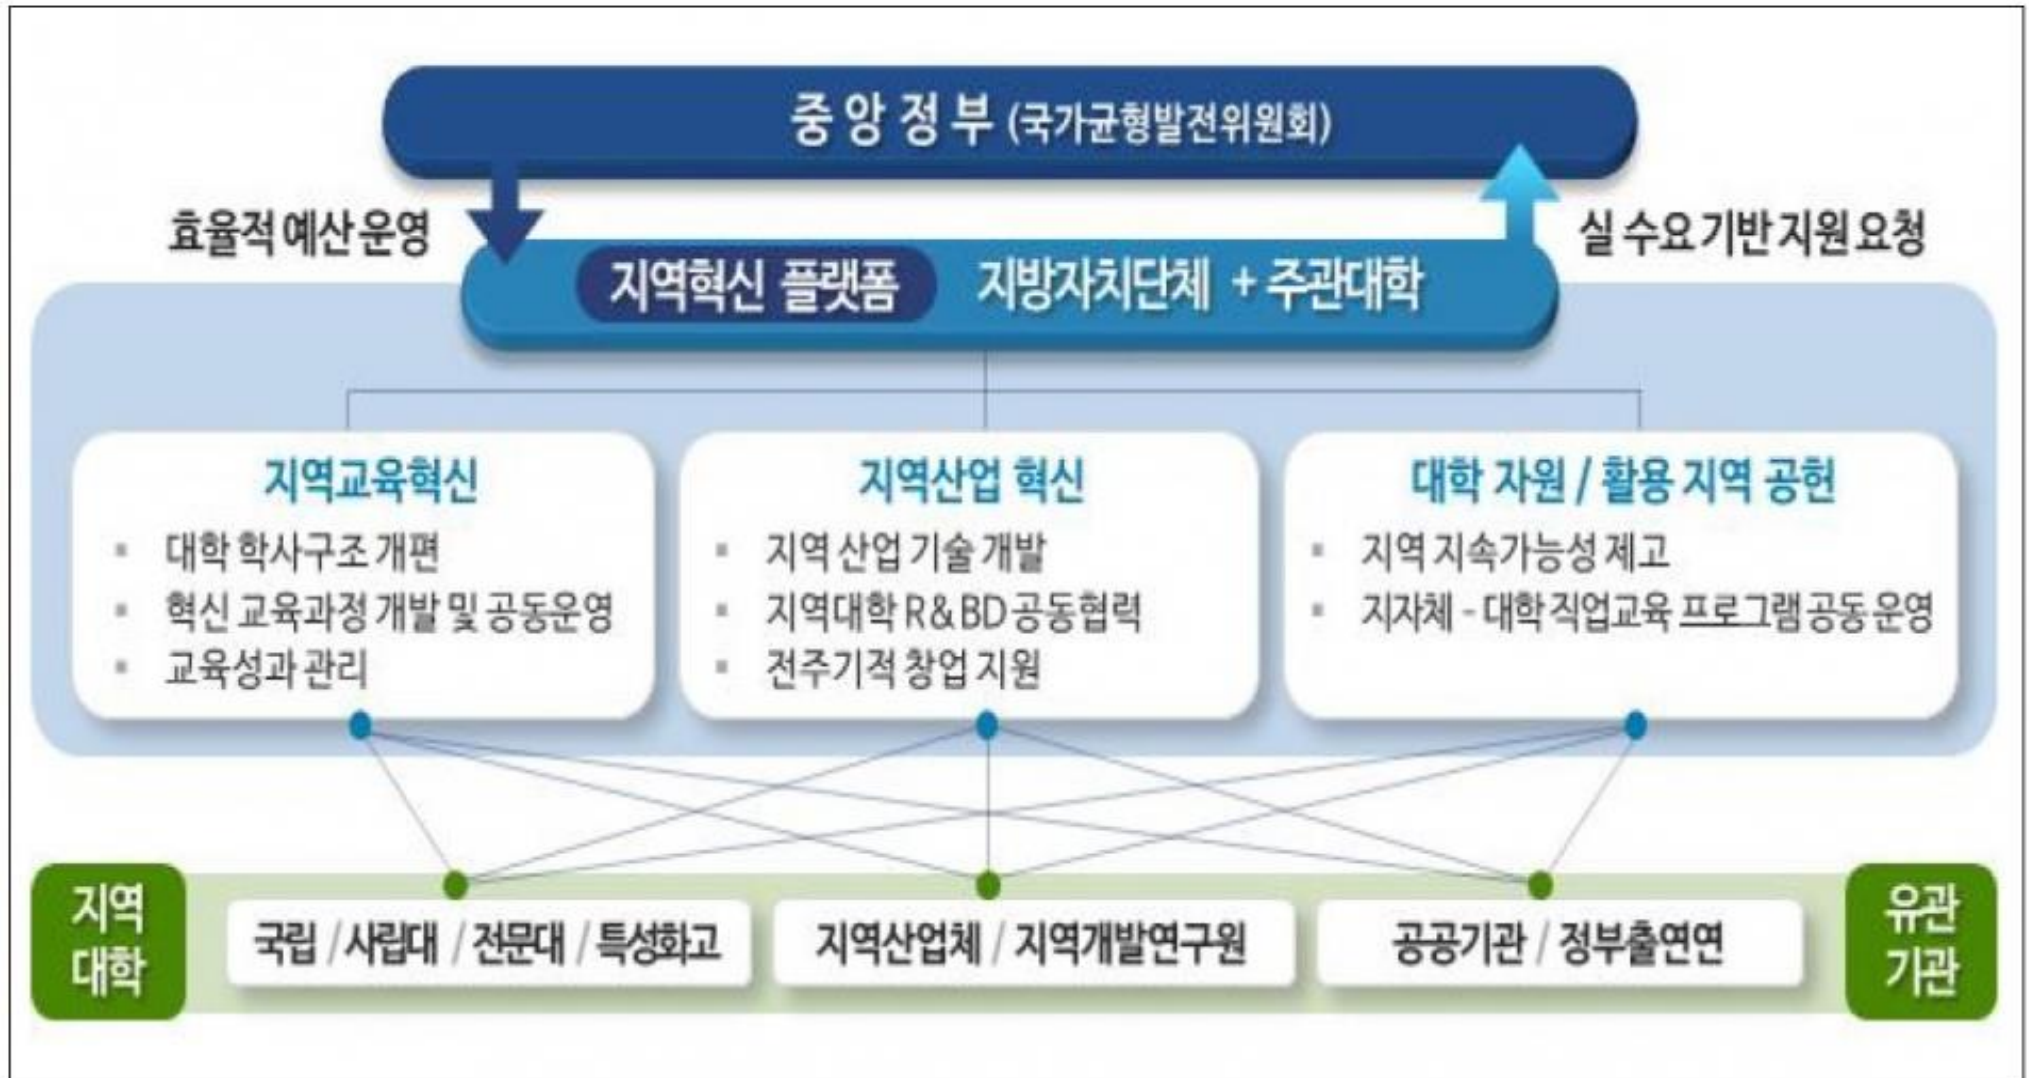 중앙정부 (국가균형발전위원회)
효율적 예산 운영
실 수요 기반 지원 요청
지역혁신 플랫폼 지방자치단체 + 주관대학
지역교육혁신
▪ 대학 학사구조 개편
▪ 혁신 교육과정 개발 및 공동운영
▪ 교육성과 관리
지역산업 혁신
▪ 지역 산업 기술 개발
▪ 지역대학 R&BD 공동협력
▪ 전주기적 창업 지원
대학 자원 / 활용 지역 공헌
▪ 지역 지속가능성 제고
▪ 지자체 - 대학 직업교육 프로그램 공동 운영
지역
대학
국립 / 사립대 / 전문대 / 특성화고
지역산업체 / 지역개발연구원
공공기관 / 정부출연연
유관
기관